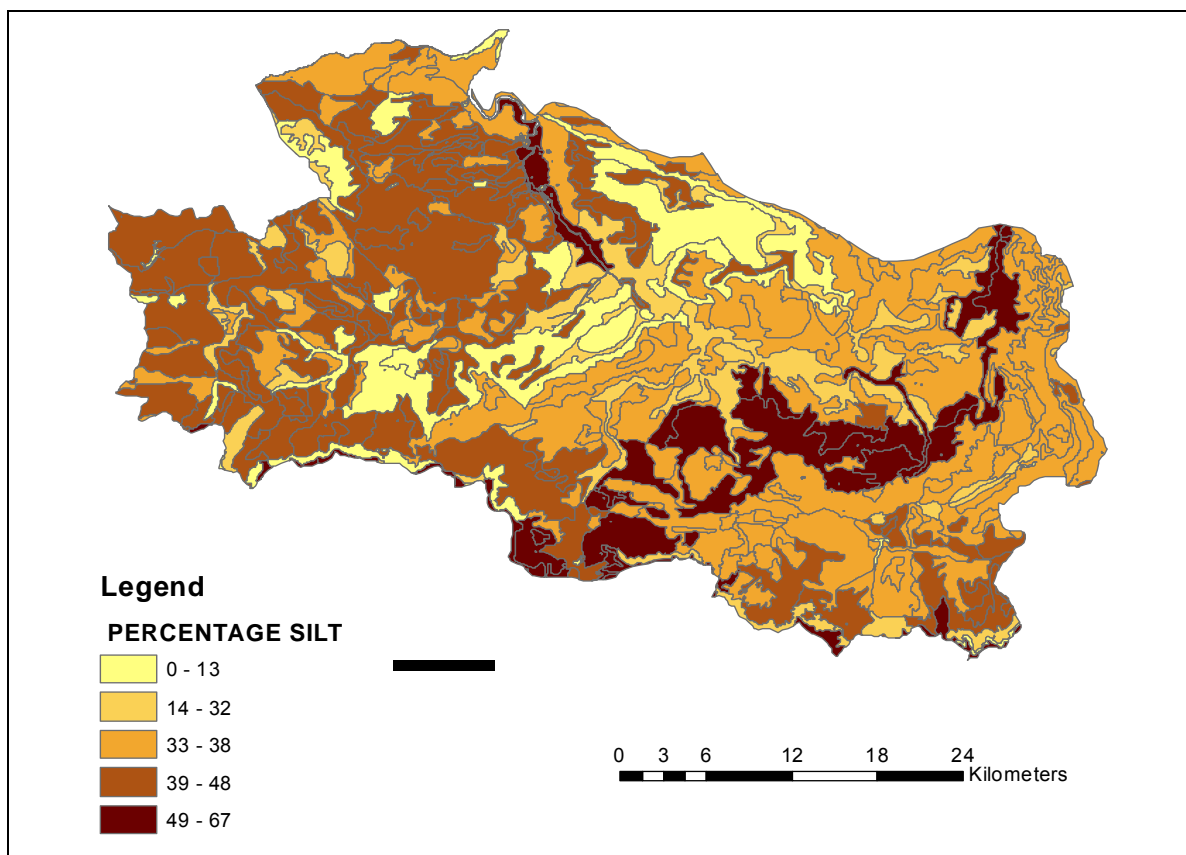 Legend
PERCENTAGE SILT
0 - 13
14 - 32
33 - 38
39 - 48
49 - 67
0 3 6 12 18 24
Kilometers